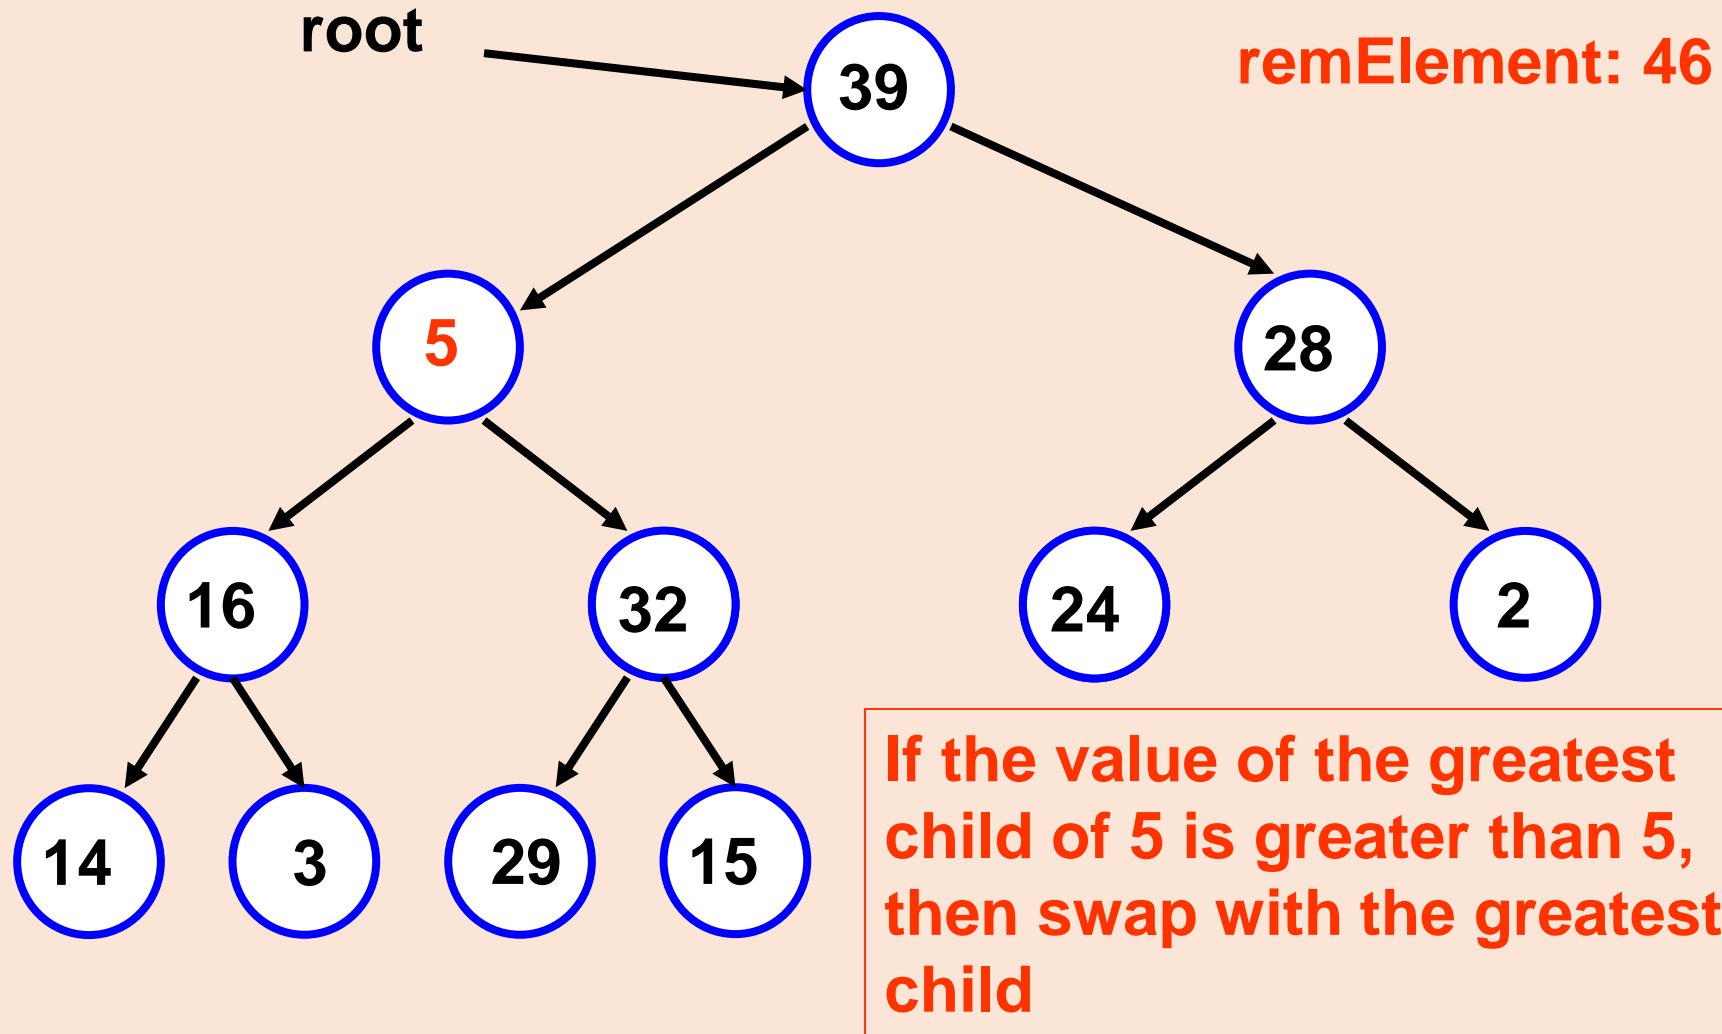 root
remElement: 46
39
5
28
16
32
24
2
14
3
29
15
If the value of the greatest
child of 5 is greater than 5,
then swap with the greatest
child